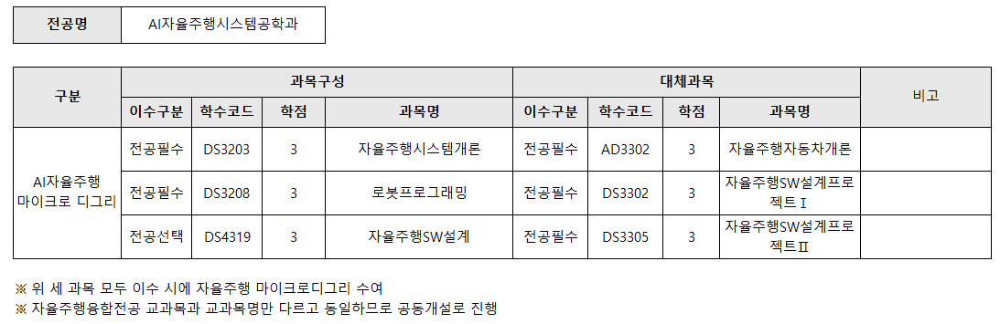 전공명 AI자율주행시스템공학과
구분 과목구성 대체과목 비고
이수구분 학수코드 학점 과목명 이수구분 학수코드 학점 과목명
AI자율주행
마이크로 디그리
전공필수 DS3203 3 자율주행시스템개론 전공필수 AD3302 3 자율주행자동차개론
전공필수 DS3208 3 로봇프로그래밍 전공필수 DS3302 3 자율주행SW설계프로
젝트Ⅰ
전공선택 DS4319 3 자율주행SW설계 전공필수 DS3305 3 자율주행SW설계프로
젝트Ⅱ
※ 위 세 과목 모두 이수 시에 자율주행 마이크로디그리 수여
※ 자율주행융합전공 교과목과 교과목명만 다르고 동일하므로 공동개설로 진행